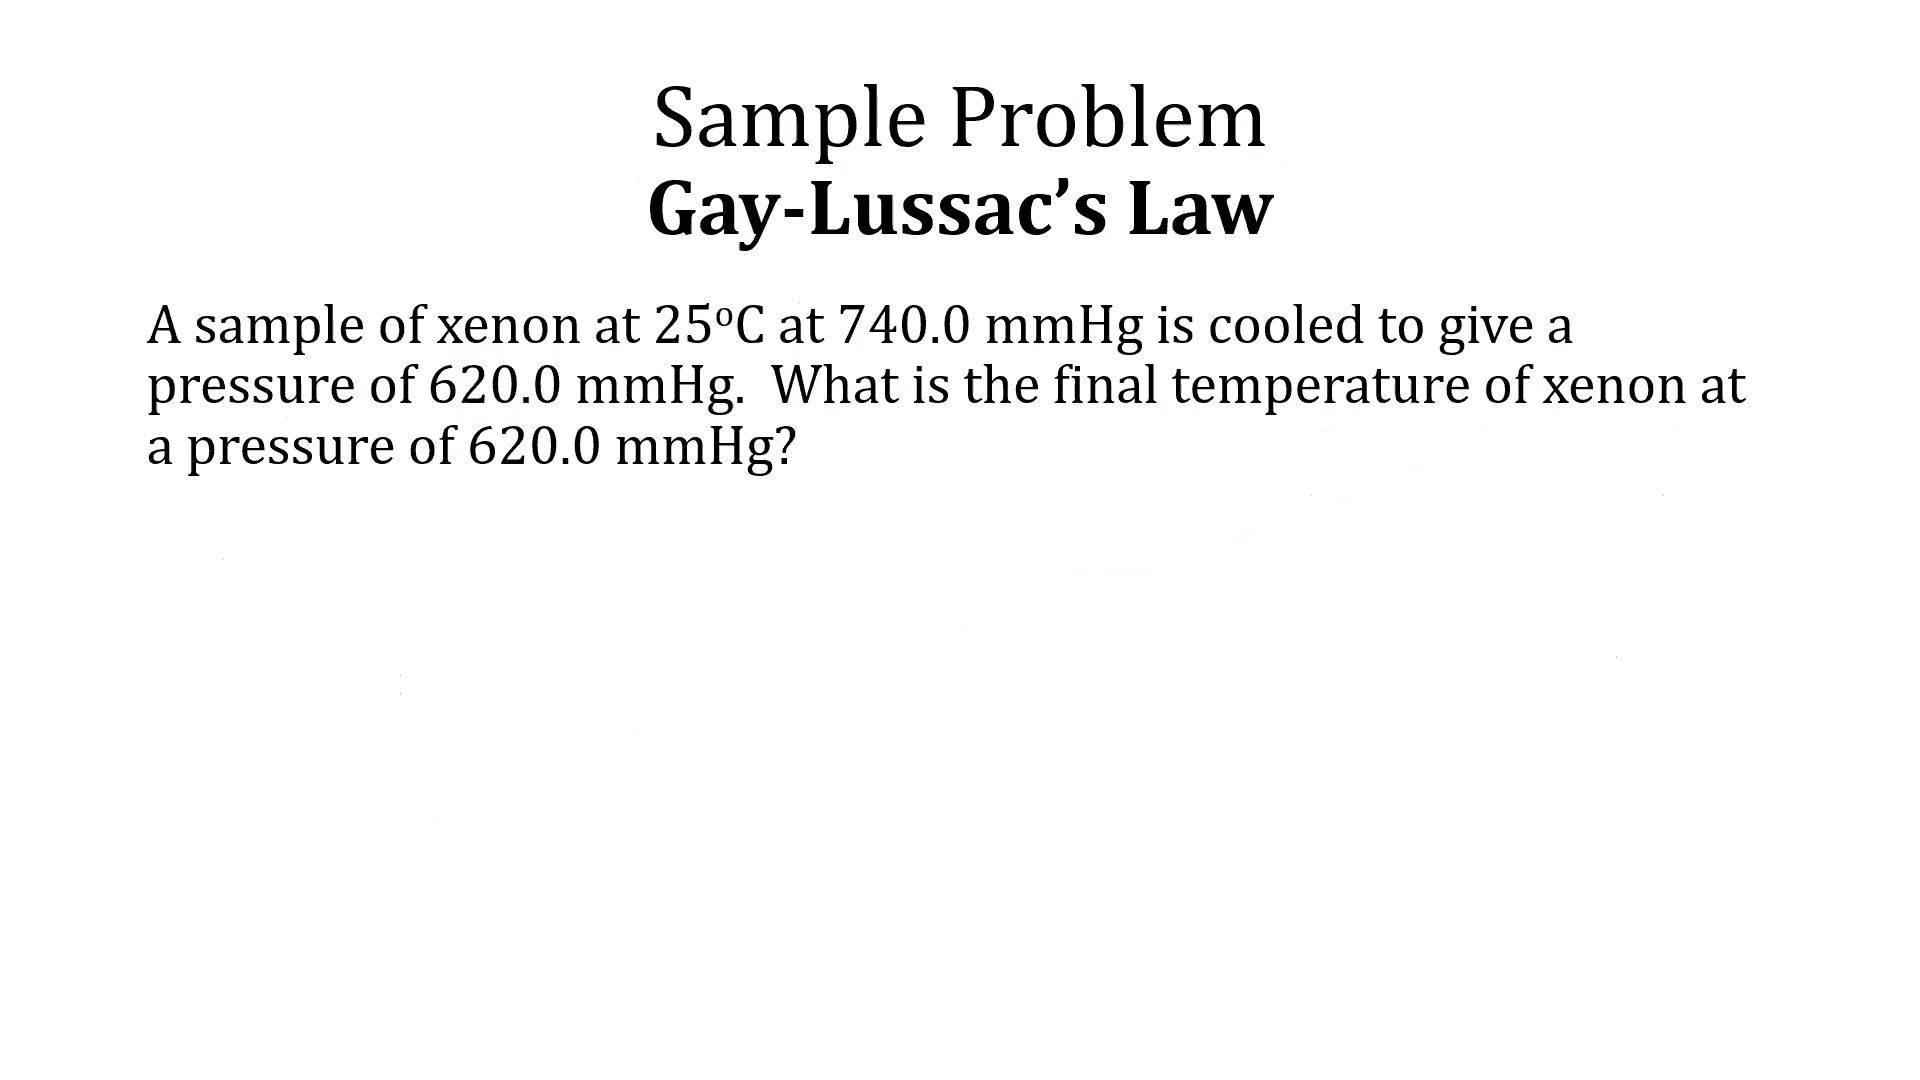 Sample Problem
Gay-Lussac’s Law
A sample of xenon at 25ºC at 740.0 mmHg is cooled to give a
pressure of 620.0 mmHg.  What is the final temperature of xenon at
a pressure of 620.0 mmHg?